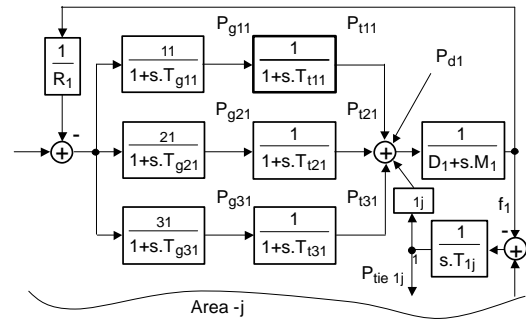 P_g11 P_t11
1 / R_1
11 / 1+s.T_g11
1 / 1+s.T_t11
P_d1
-
P_g21 P_t21
21 / 1+s.T_g21
1 / 1+s.T_t21
1 / D_1+s.M_1
P_g31 P_t31
1j
f_1
31 / 1+s.T_g31
1 / 1+s.T_t31
1 / s.T_1j
-
1
P_tie 1j
Area -j